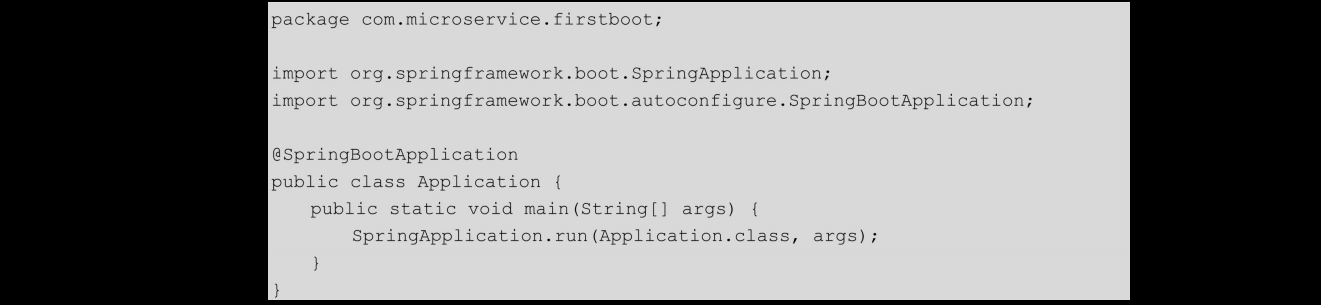 package com.microservice.firstboot;
import org.springframework.boot.SpringApplication;
import org.springframework.boot.autoconfigure.SpringBootApplication;
@SpringBootApplication
public class Application {
public static void main(String[] args) {
SpringApplication.run(Application.class, args);
}
}